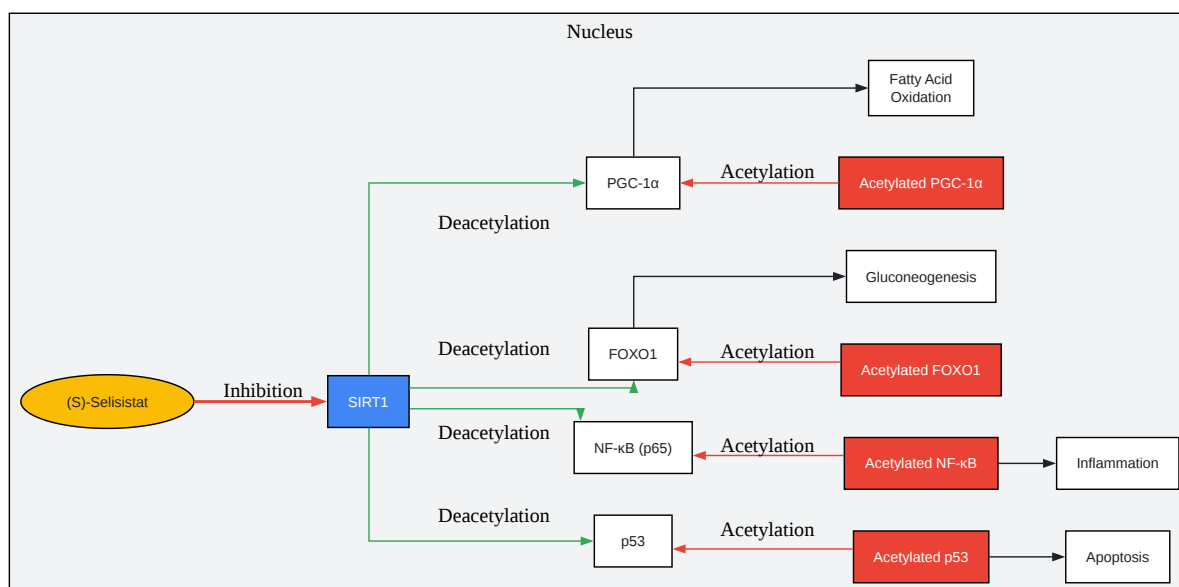 Nucleus
Fatty Acid
Oxidation
PGC-1α
Acetylation
Acetylated PGC-1α
Deacetylation
Gluconeogenesis
Deacetylation
FOXO1
Acetylation
Acetylated FOXO1
(S)-Selisistat
Inhibition
SIRT1
Deacetylation
NF-κB (p65)
Acetylation
Acetylated NF-κB
Inflammation
Deacetylation
p53
Acetylation
Acetylated p53
Apoptosis